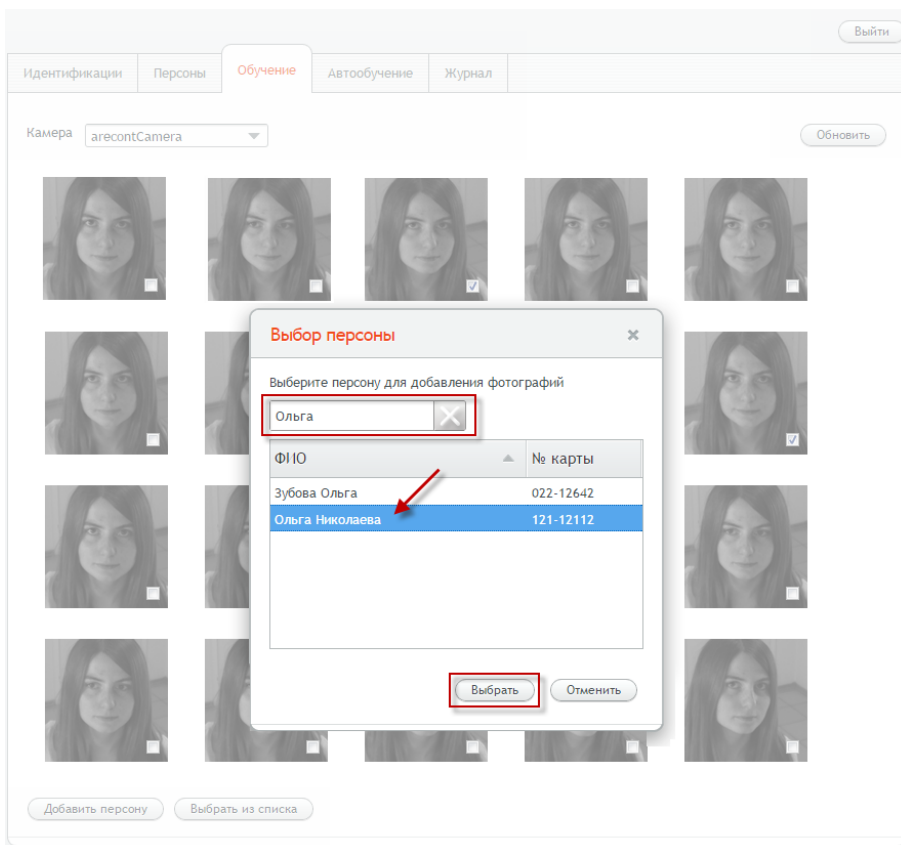 Выйти
Идентификации Персоны Обучение Автообучение Журнал
Камера arecontCamera Обновить
Выбор персоны
Выберите персону для добавления фотографий
Ольга
ФИО № карты
Зубова Ольга 022-12642
Ольга Николаева 121-12112
Выбрать Отменить
Добавить персону Выбрать из списка